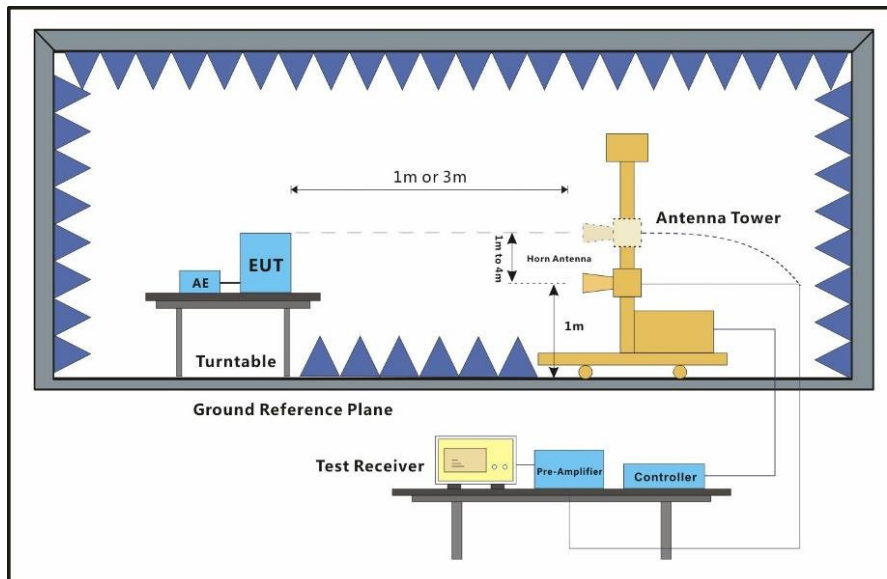 1m or 3m
Antenna Tower
1m to 4m
Horn Antenna
EUT
AE
1m
Turntable
Ground Reference Plane
Test Receiver
Pre-Amplifier
Controller